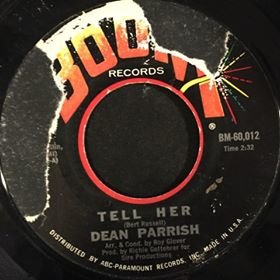 BOOM
RECORDS
BM-60,012
Time 2:32
TELL HER
(Bert Russell)
DEAN PARRISH
Arr. & Cond. by Roy Glover
Prod. by Richie Gottehrer for
Sire Productions
DISTRIBUTED BY ABC-PARAMOUNT RECORDS, INC. MADE IN U.S.A.